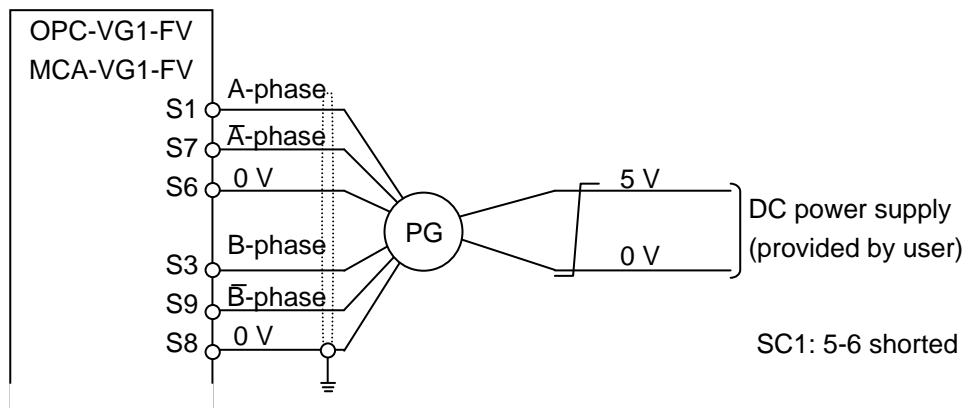 OPC-VG1-FV
MCA-VG1-FV
S1 A-phase
S7 A̅-phase
S6 0 V
S3 B-phase
S9 B̅-phase
S8 0 V
PG
5 V
0 V
DC power supply
(provided by user)
SC1: 5-6 shorted